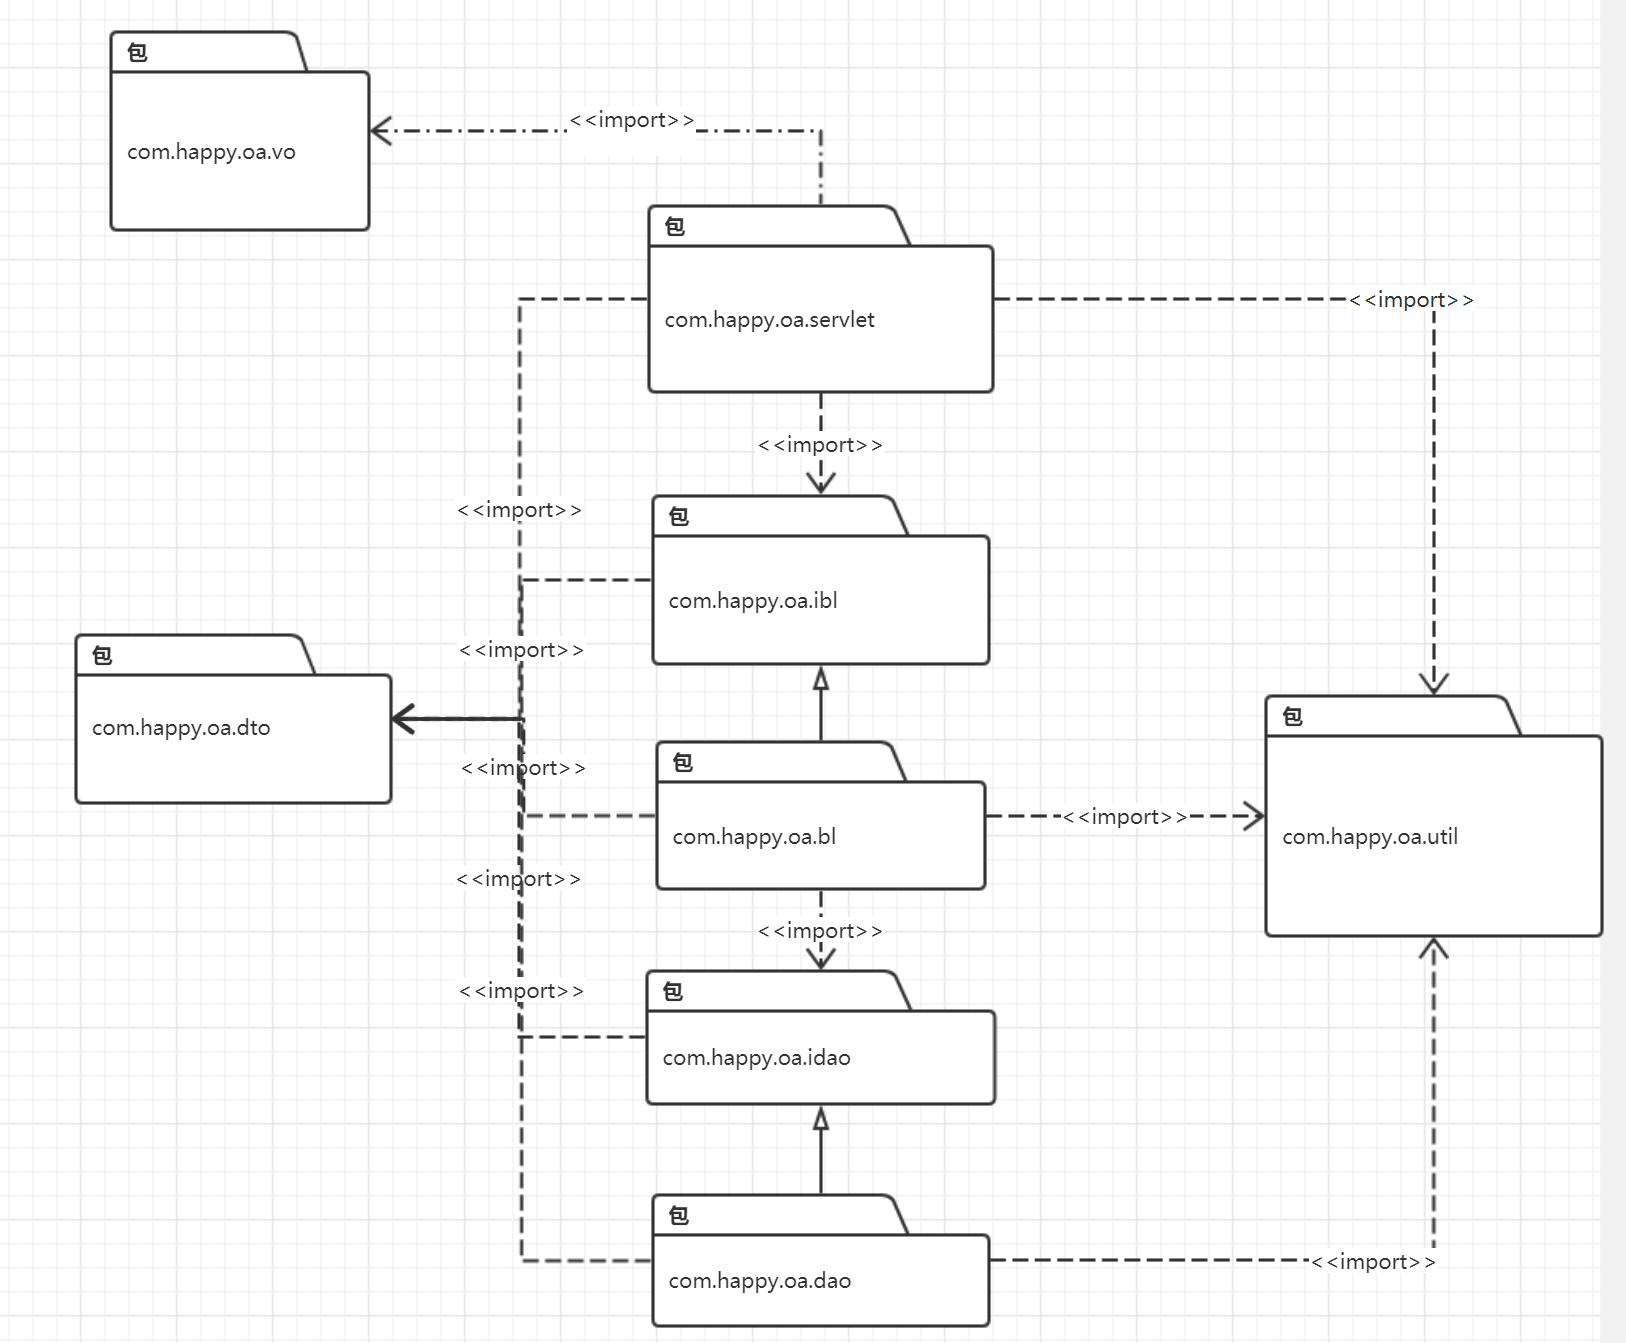 包
com.happy.oa.vo
<<import>>
包
com.happy.oa.servlet
<<import>>
<<import>>
<<import>>
包
com.happy.oa.ibl
<<import>>
包
com.happy.oa.dto
包
com.happy.oa.util
包
com.happy.oa.bl
<<import>>
<<import>>
<<import>>
<<import>>
<<import>>
包
com.happy.oa.idao
包
com.happy.oa.dao
<<import>>